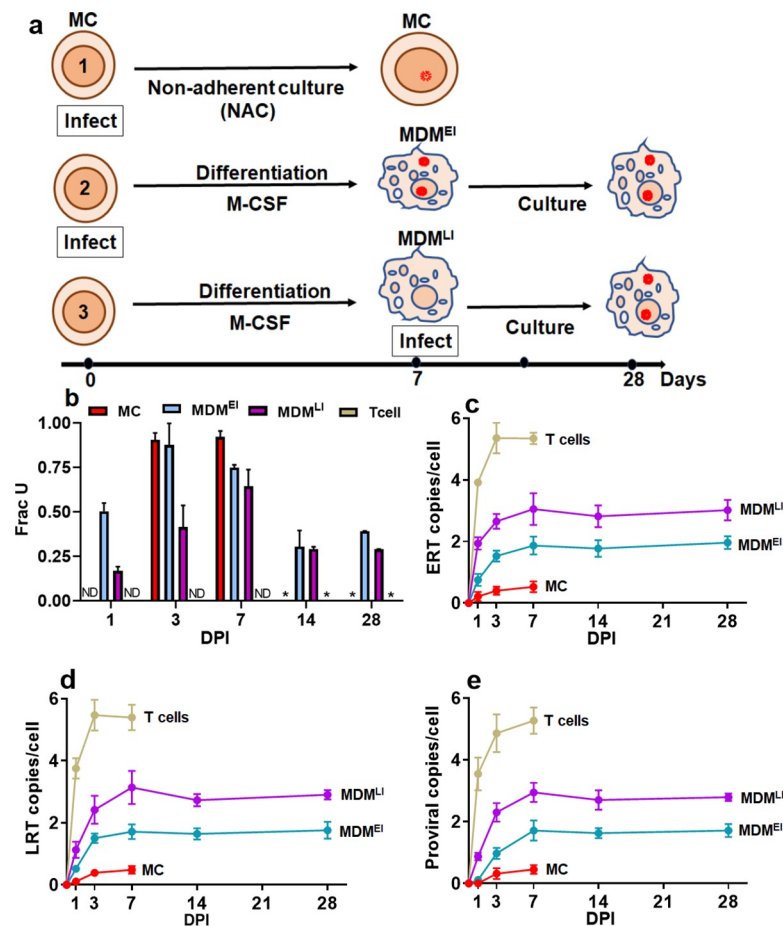 a
MC
MC
1
Non-adherent culture
(NAC)
Infect
MDMEI
2
Differentiation
M-CSF
Culture
Infect
MDMLI
3
Differentiation
M-CSF
Infect
Culture
0
7
28
Days
b
MC
MDMEI
MDMLI
Tcell
Frac U
1.00
0.75
0.50
0.25
0.00
ND
ND
ND
ND
*
*
*
*
1
3
7
14
28
DPI
c
ERT copies/cell
6
4
2
0
T cells
MDMLI
MDMEI
MC
1
3
7
14
21
28
DPI
d
LRT copies/cell
6
4
2
0
T cells
MDMLI
MDMEI
MC
1
3
7
14
21
28
DPI
e
Proviral copies/cell
6
4
2
0
T cells
MDMLI
MDMEI
MC
1
3
7
14
21
28
DPI